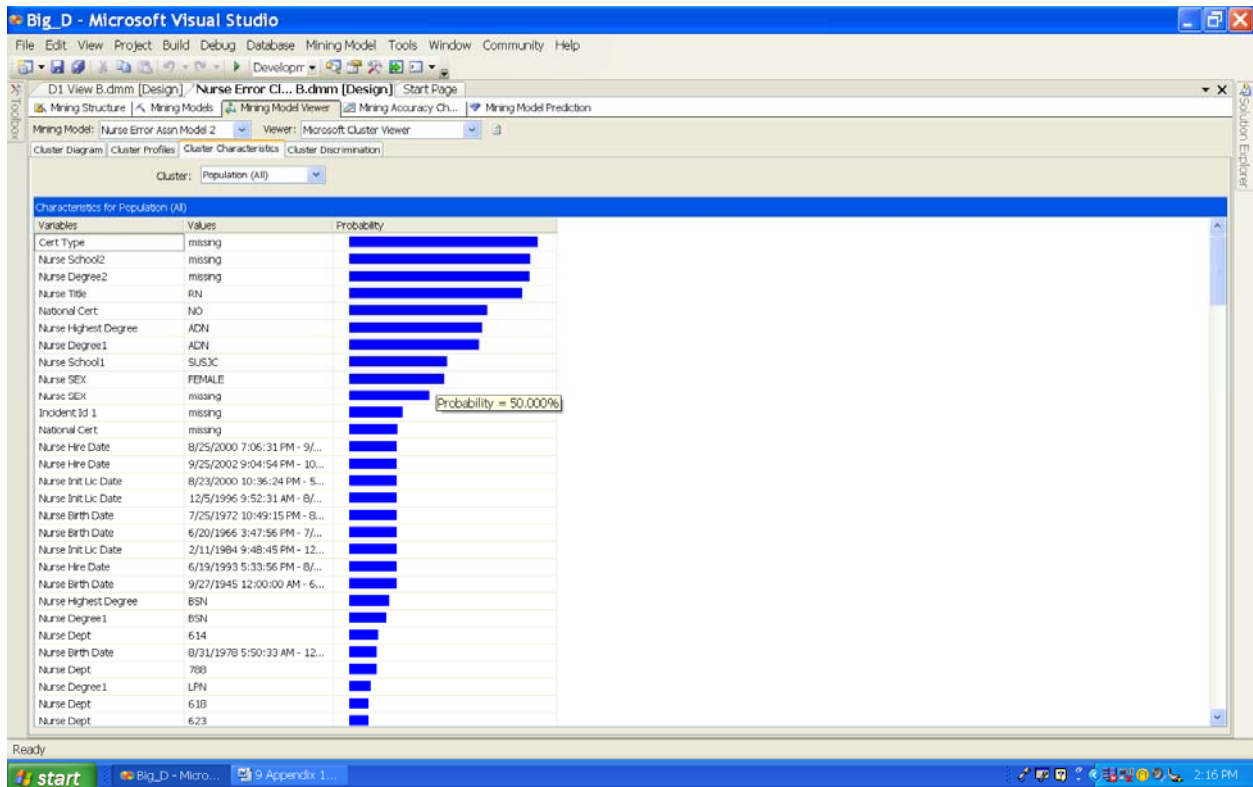 Big_D - Microsoft Visual Studio
File Edit View Project Build Debug Database Mining Model Tools Window Community Help
Developm
D1 View B.dmm [Design] Nurse Error Cl... B.dmm [Design] Start Page
Mining Structure Mining Models Mining Model Viewer Mining Accuracy Ch... Mining Model Prediction
Mining Model: Nurse Error Assn Model 2 Viewer: Microsoft Cluster Viewer
Cluster Diagram Cluster Profiles Cluster Characteristics Cluster Discrimination
Cluster: Population (All)
Characteristics for Population (All)
Variables Values Probability
Cert Type missing
Nurse School2 missing
Nurse Degree2 missing
Nurse Title RN
National Cert NO
Nurse Highest Degree ADN
Nurse Degree1 ADN
Nurse School1 SUSJC
Nurse SEX FEMALE
Nurse SEX missing
Probability = 50.000%
Incident Id 1 missing
National Cert missing
Nurse Hire Date 8/25/2000 7:06:31 PM - 9/...
Nurse Hire Date 9/25/2002 9:04:54 PM - 10...
Nurse Init Lic Date 8/23/2000 10:36:24 PM - 5...
Nurse Init Lic Date 12/5/1996 9:52:31 AM - 8/...
Nurse Birth Date 7/25/1972 10:49:15 PM - 8...
Nurse Birth Date 6/20/1966 3:47:56 PM - 7/...
Nurse Init Lic Date 2/11/1984 9:48:45 PM - 12...
Nurse Hire Date 6/19/1993 5:33:56 PM - 8/...
Nurse Birth Date 9/27/1945 12:00:00 AM - 6...
Nurse Highest Degree BSN
Nurse Degree1 BSN
Nurse Dept 614
Nurse Birth Date 8/31/1978 5:50:33 AM - 12...
Nurse Dept 788
Nurse Degree1 LPN
Nurse Dept 618
Nurse Dept 623
Toolbox
Solution Explorer
Ready
start Big_D - Micro... 9 Appendix 1... 2:16 PM